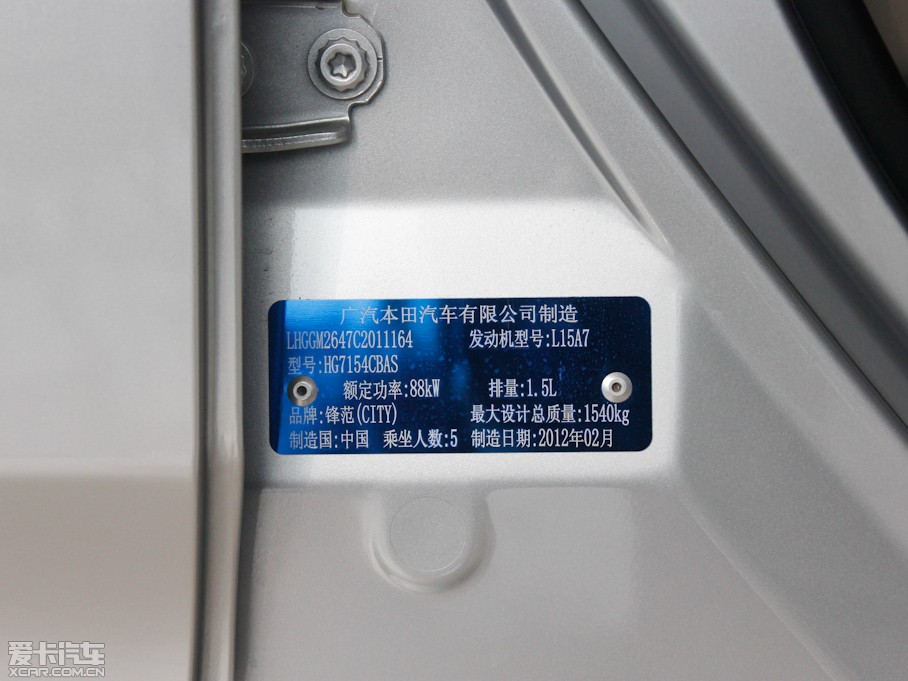 广汽本田汽车有限公司制造
LHGGM2647C2011164 发动机型号:L15A7
型号:HG7154CBAS
额定功率:88kW 排量:1.5L
品牌:锋范(CITY) 最大设计总质量:1540kg
制造国:中国 乘坐人数:5 制造日期:2012年02月
爱卡汽车
XCAR.COM.CN